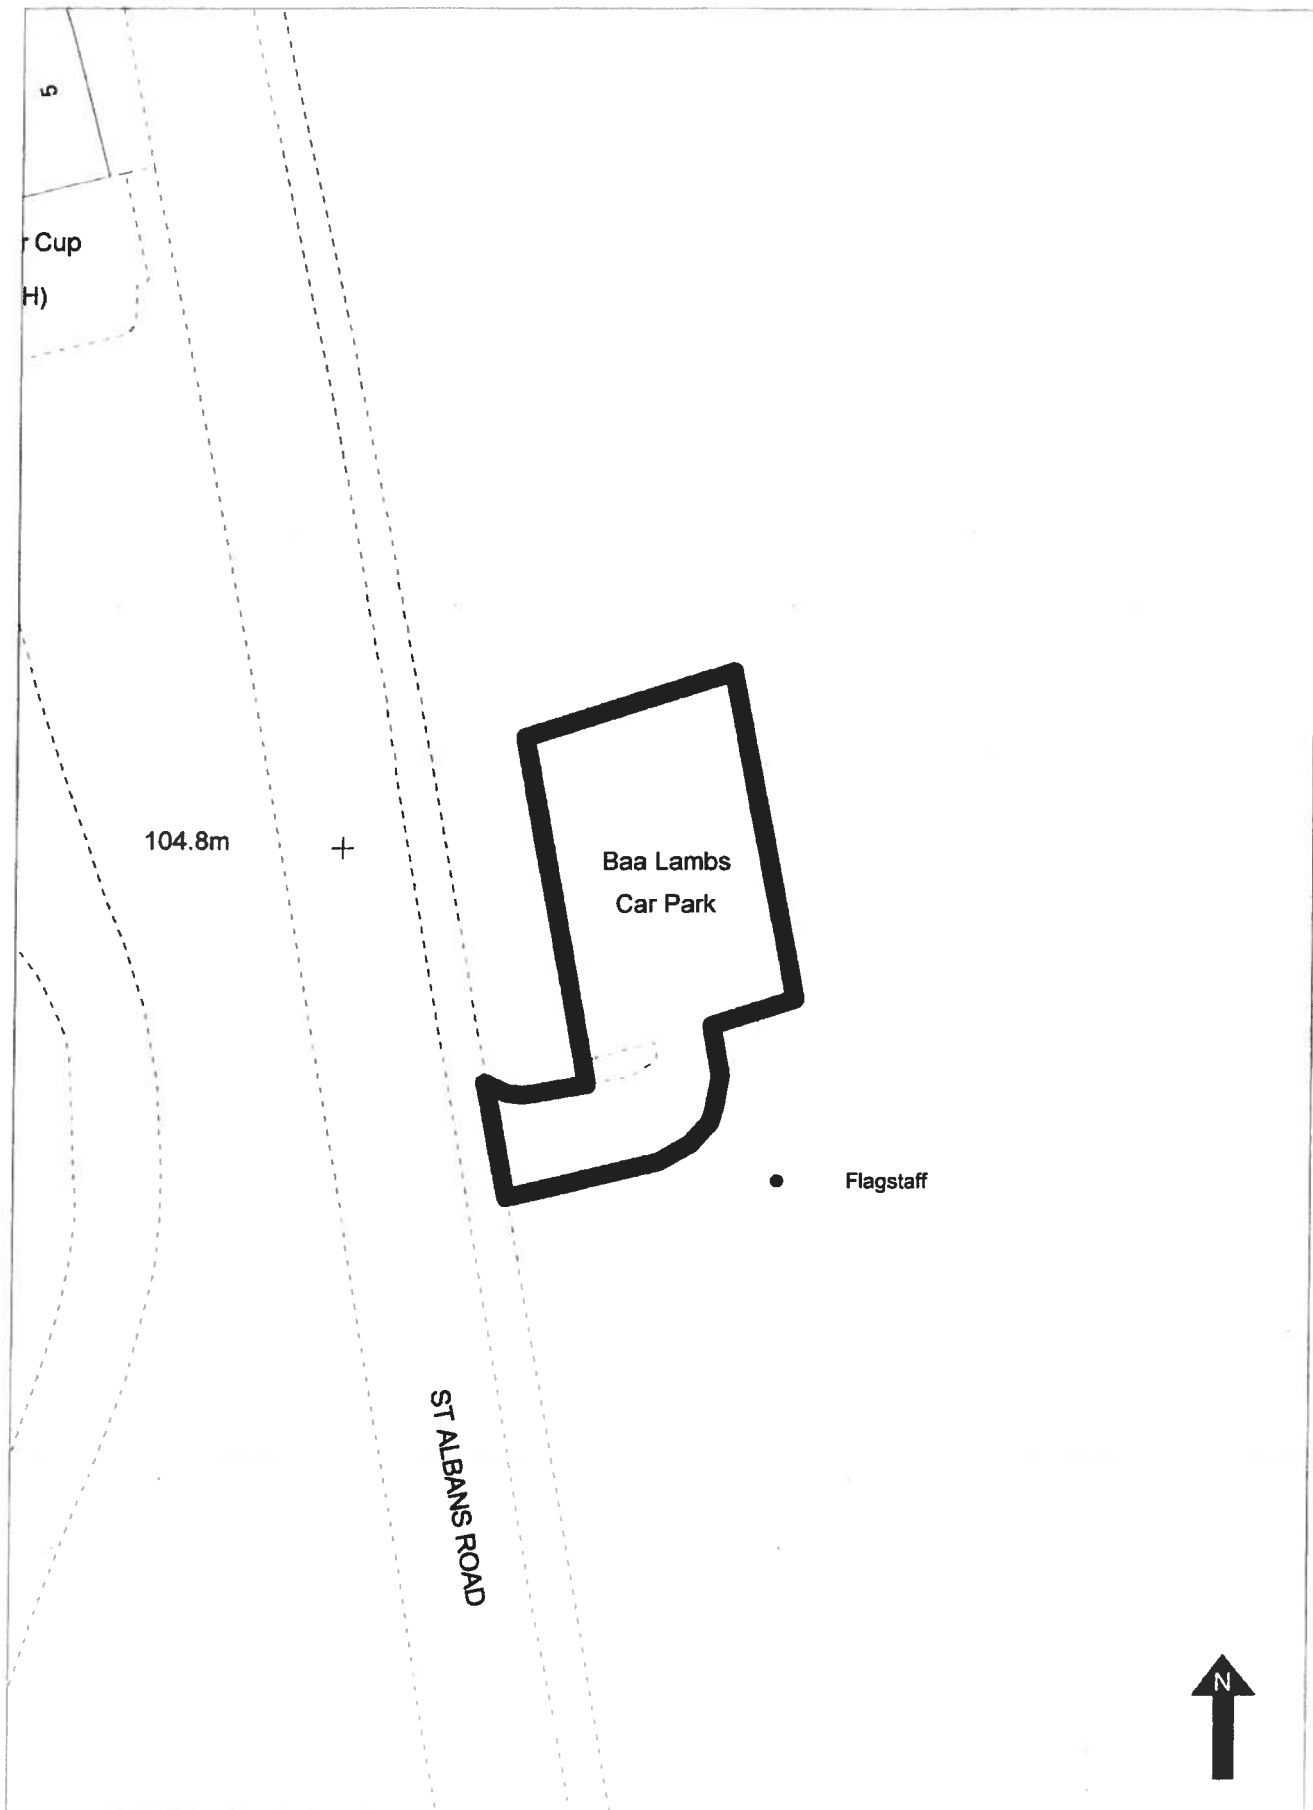 5
r Cup
H)
104.8m
Baa Lambs
Car Park
Flagstaff
ST ALBANS ROAD
N